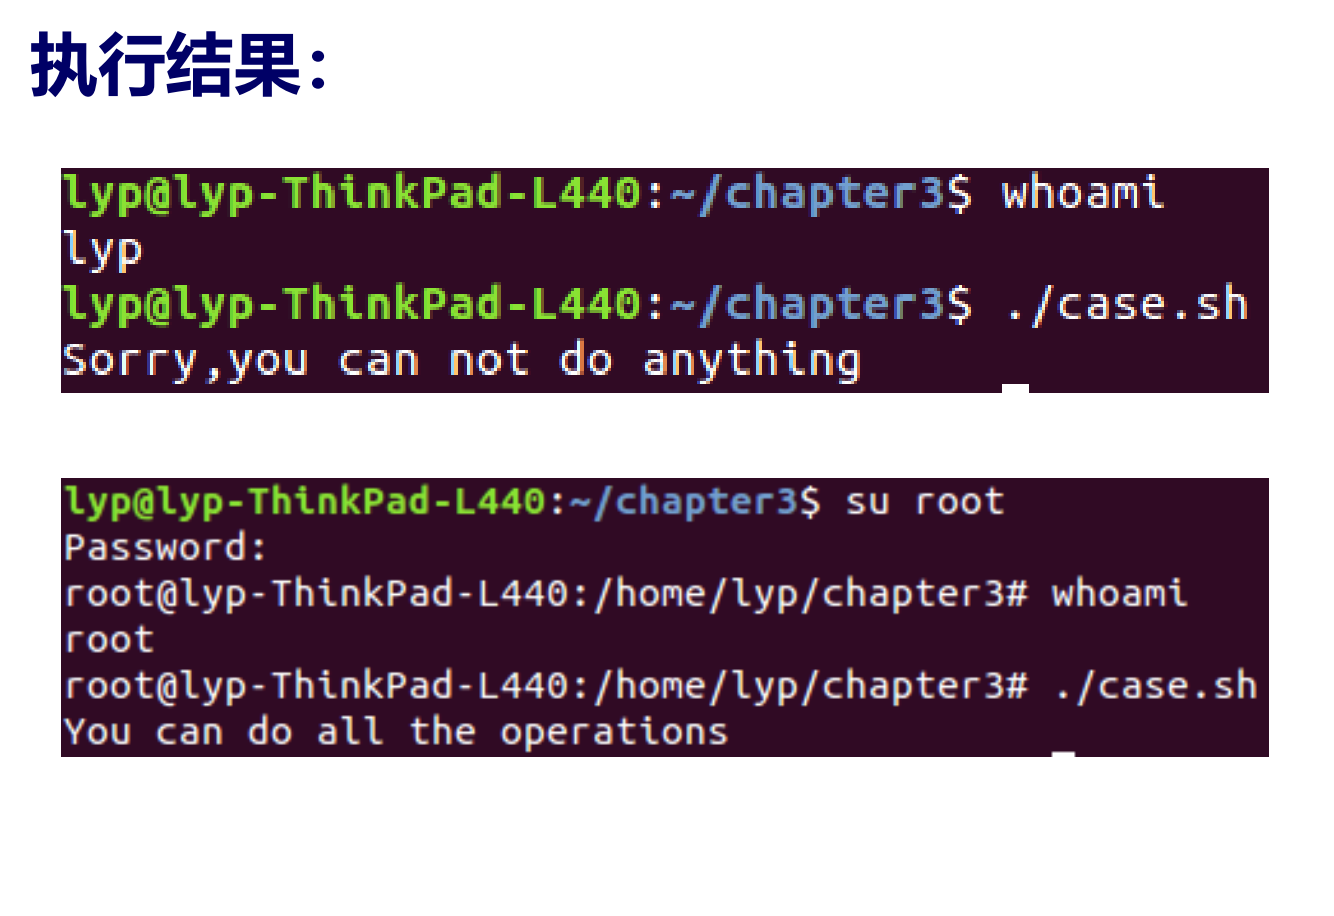 执行结果：
lyp@lyp-ThinkPad-L440:~/chapter3$ whoami
lyp
lyp@lyp-ThinkPad-L440:~/chapter3$ ./case.sh
Sorry,you can not do anything
lyp@lyp-ThinkPad-L440:~/chapter3$ su root
Password:
root@lyp-ThinkPad-L440:/home/lyp/chapter3# whoami
root
root@lyp-ThinkPad-L440:/home/lyp/chapter3# ./case.sh
You can do all the operations